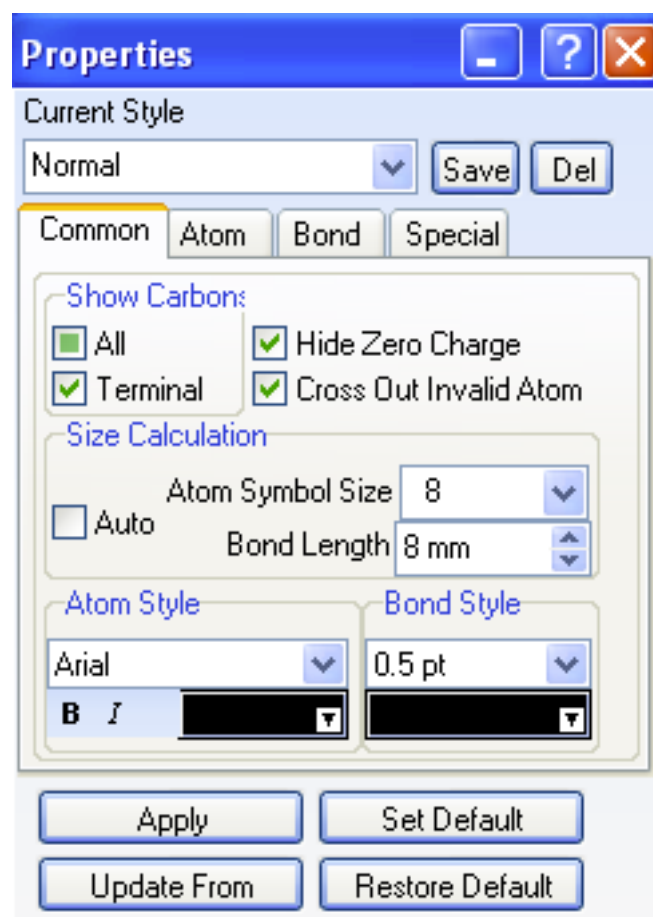 Properties
Current Style
Normal Save Del
Common Atom Bond Special
Show Carbons
All Hide Zero Charge
Terminal Cross Out Invalid Atom
Size Calculation
Atom Symbol Size 8
Auto
Bond Length 8 mm
Atom Style Bond Style
Arial 0.5 pt
B I
Apply Set Default
Update From Restore Default